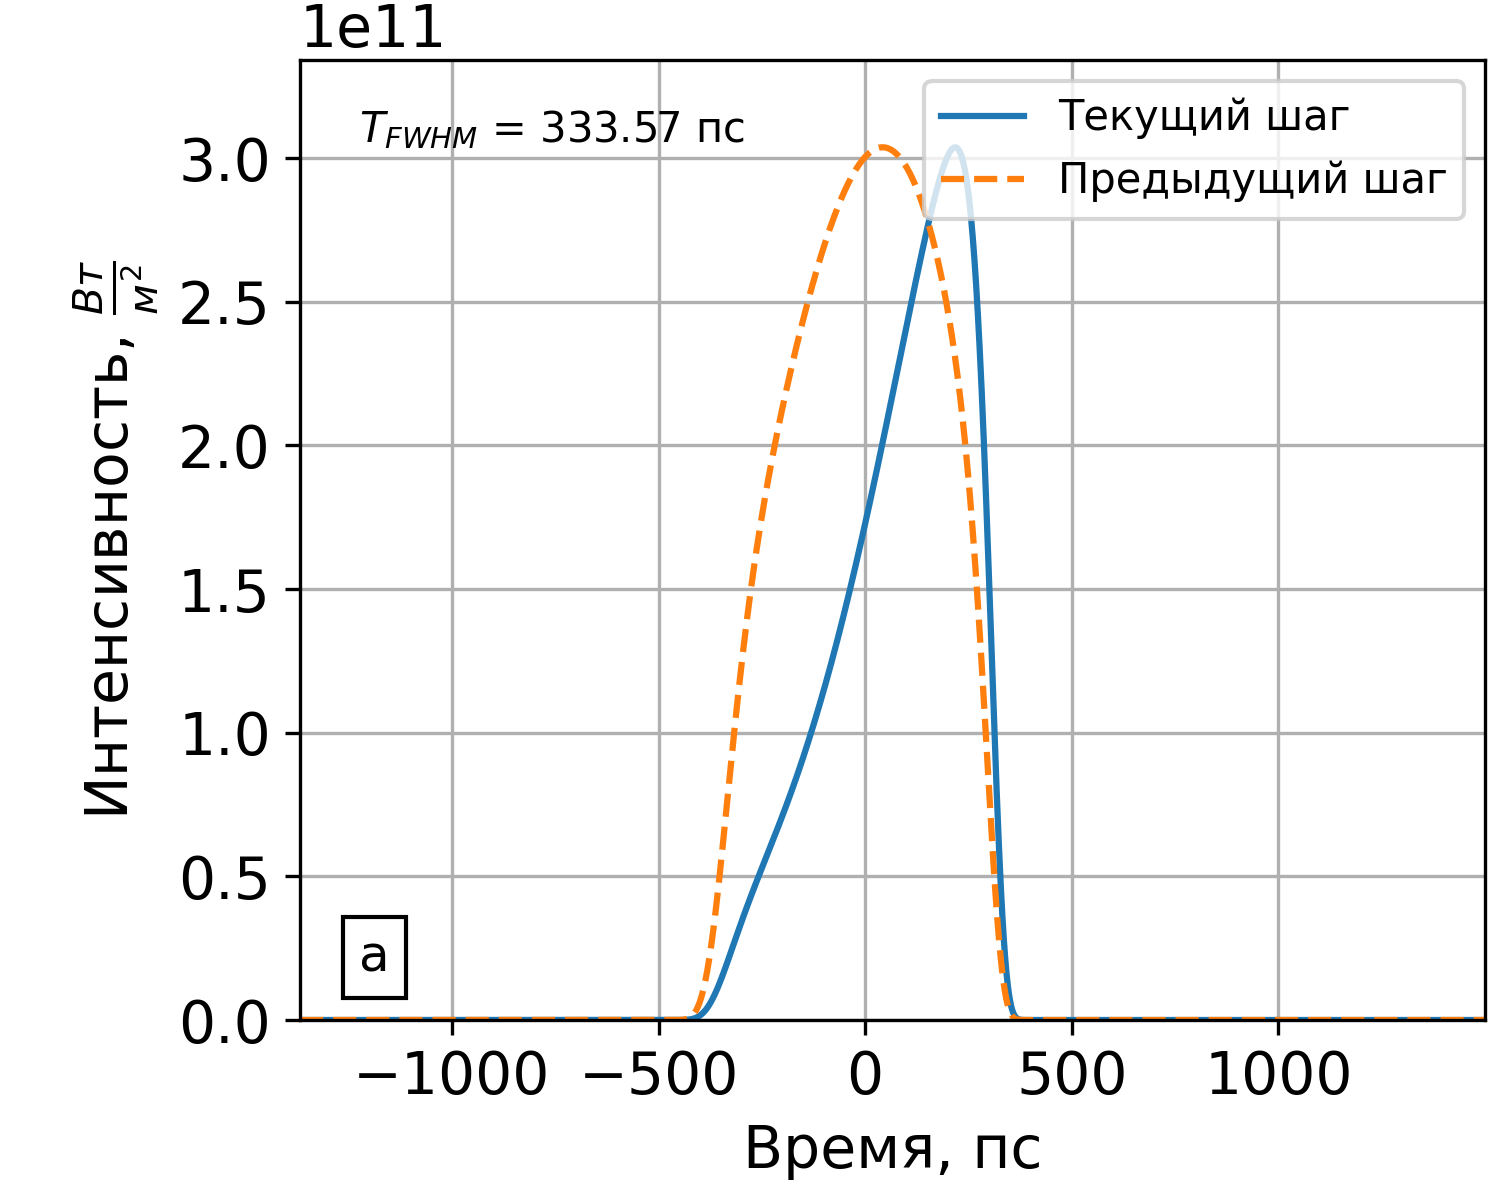 1e11
T_FWHM = 333.57 пс
Текущий шаг
Предыдущий шаг
Интенсивность, Вт/м²
3.0
2.5
2.0
1.5
1.0
0.5
0.0
а
−1000 −500 0 500 1000
Время, пс